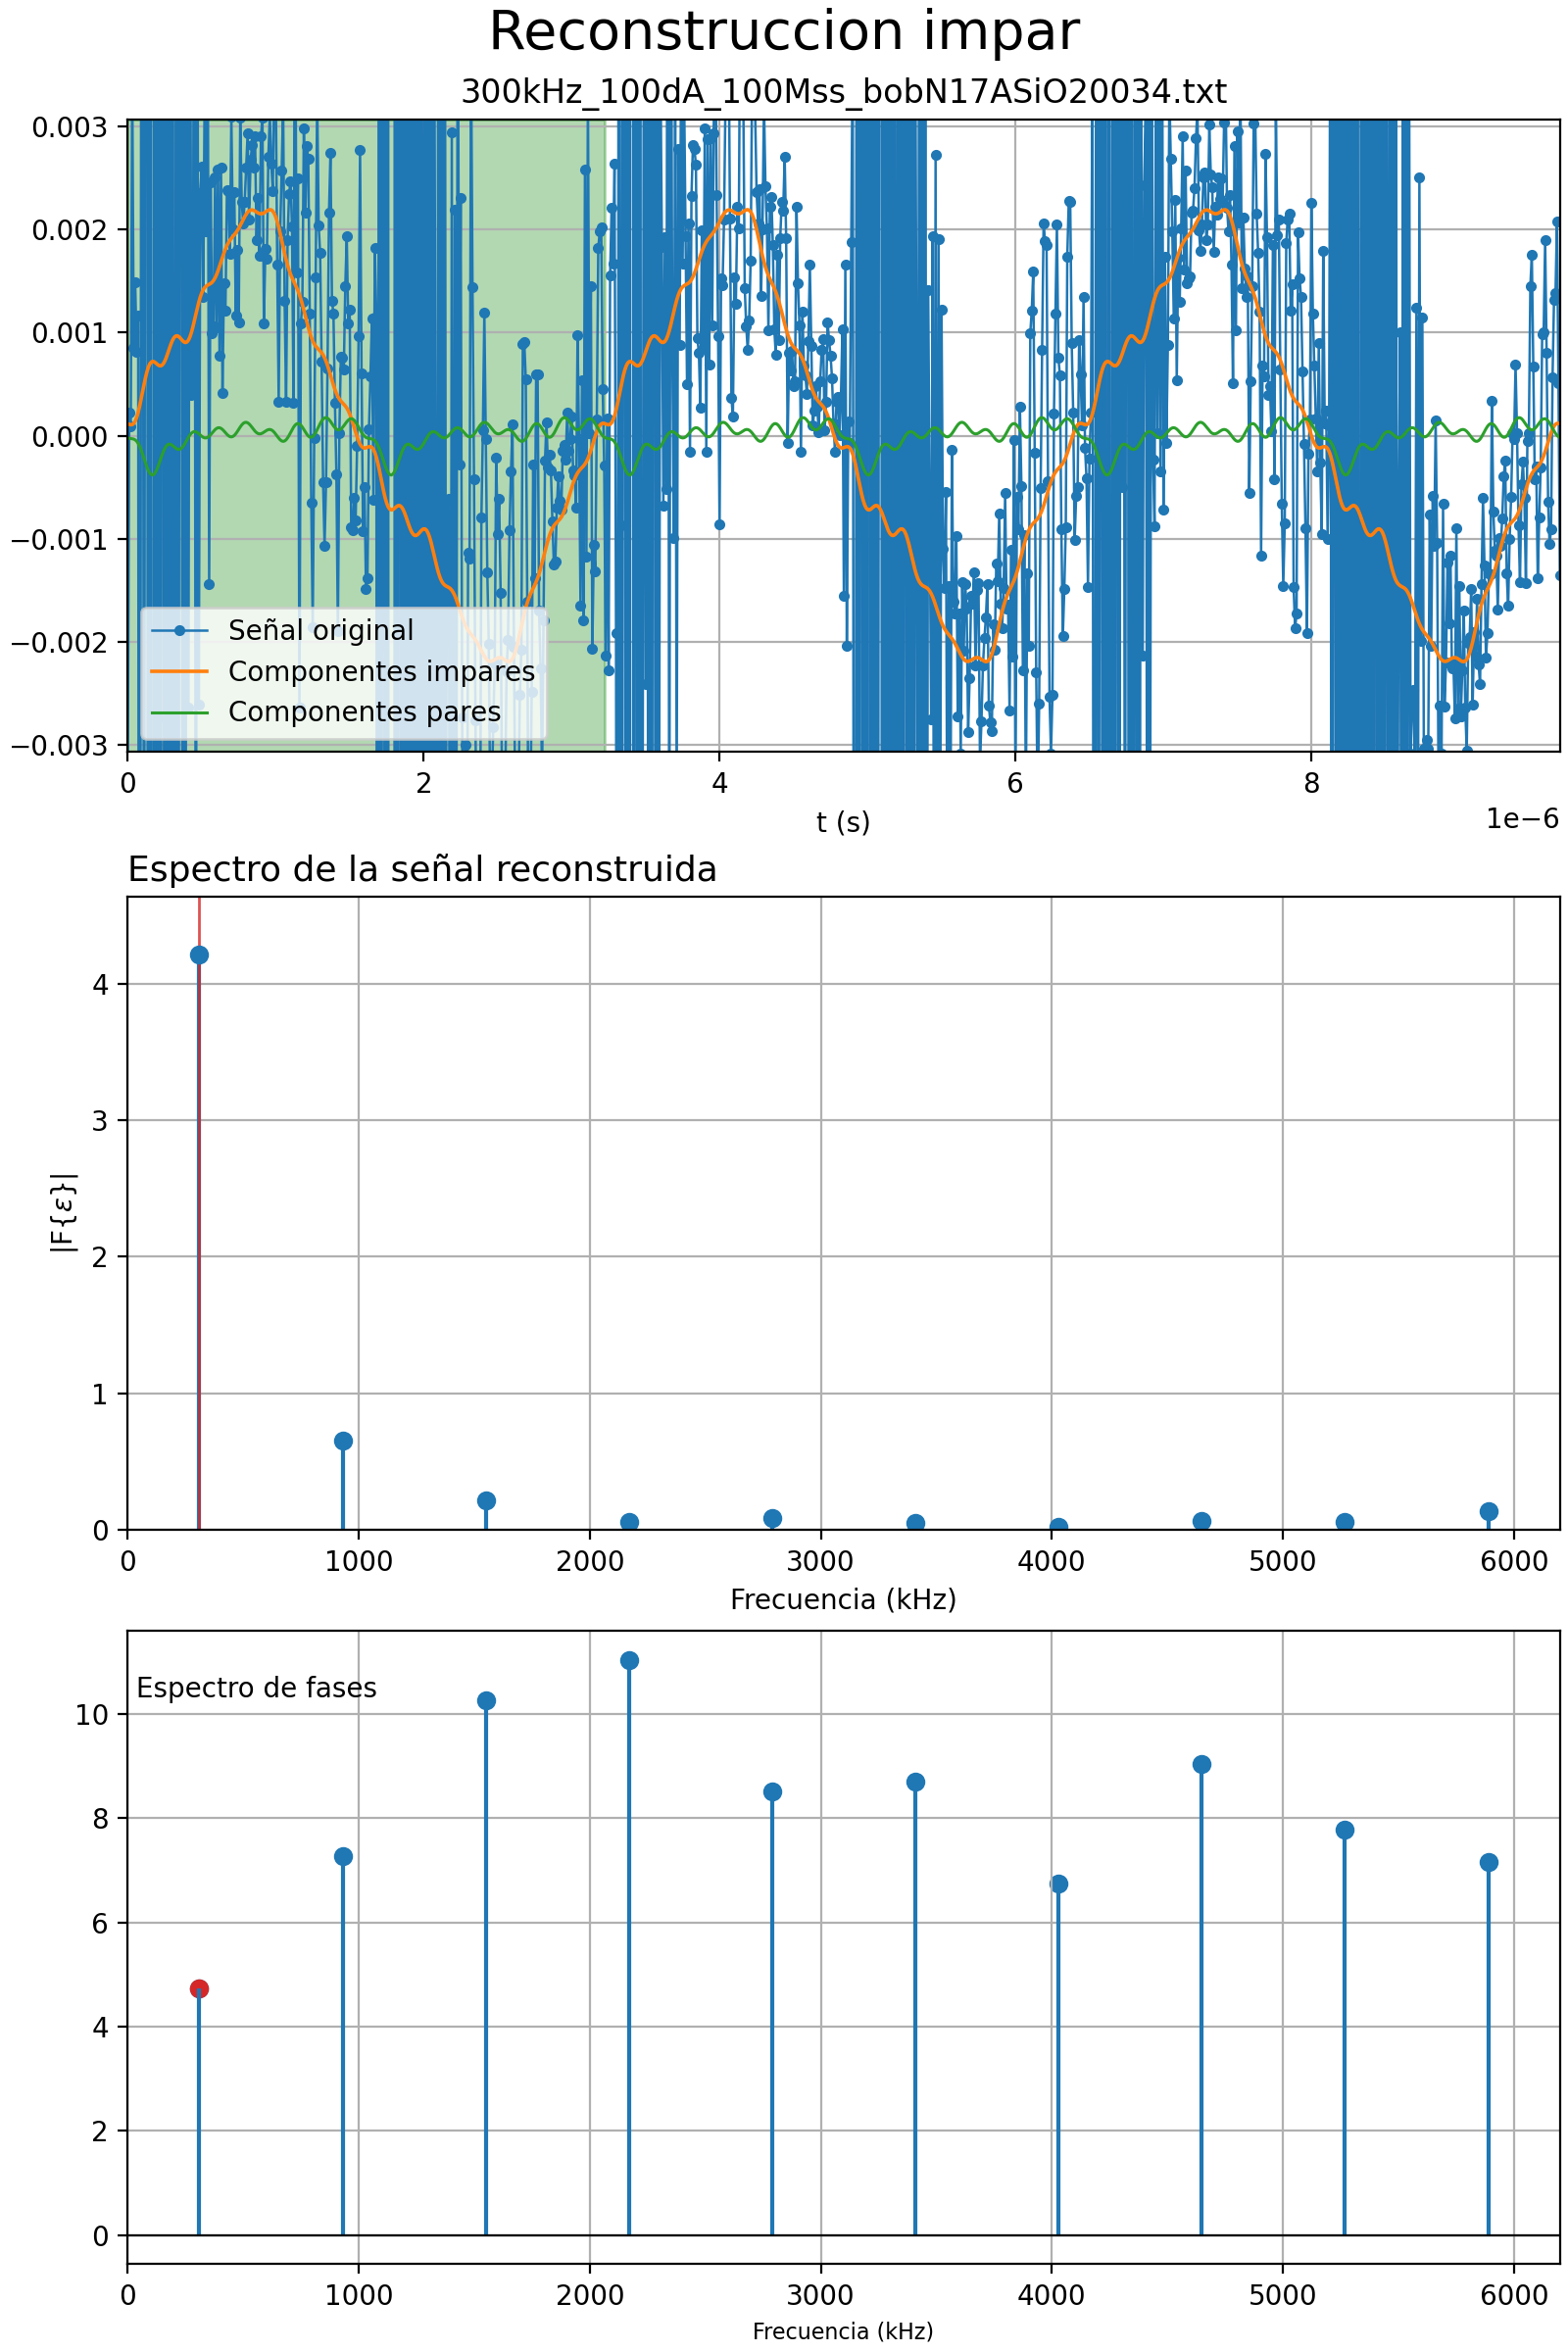 Reconstruccion impar
300kHz_100dA_100Mss_bobN17ASiO20034.txt
0.003
0.002
0.001
0.000
−0.001
−0.002
−0.003
Señal original
Componentes impares
Componentes pares
0 2 4 6 8
1e−6
t (s)
Espectro de la señal reconstruida
4
3
2
1
0
|F{ε}|
0 1000 2000 3000 4000 5000 6000
Frecuencia (kHz)
Espectro de fases
10
8
6
4
2
0
0 1000 2000 3000 4000 5000 6000
Frecuencia (kHz)